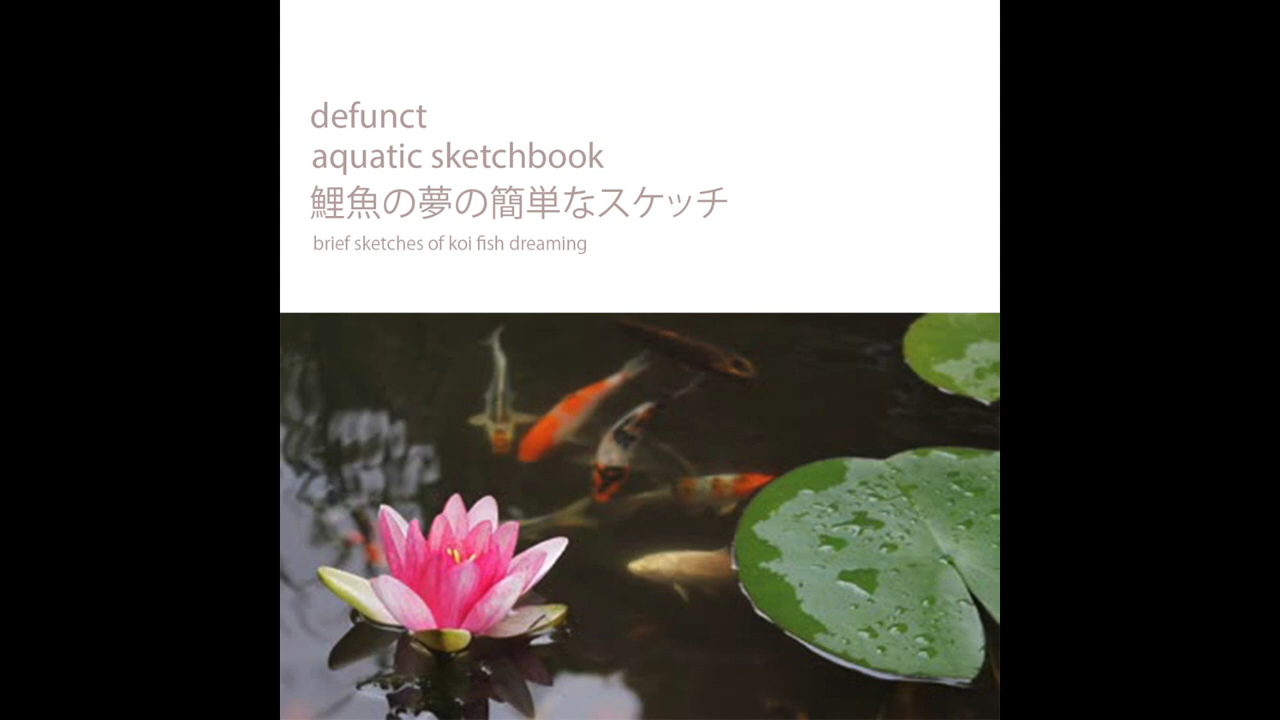 defunct
aquatic sketchbook
鯉魚の夢の簡単なスケッチ
brief sketches of koi fish dreaming